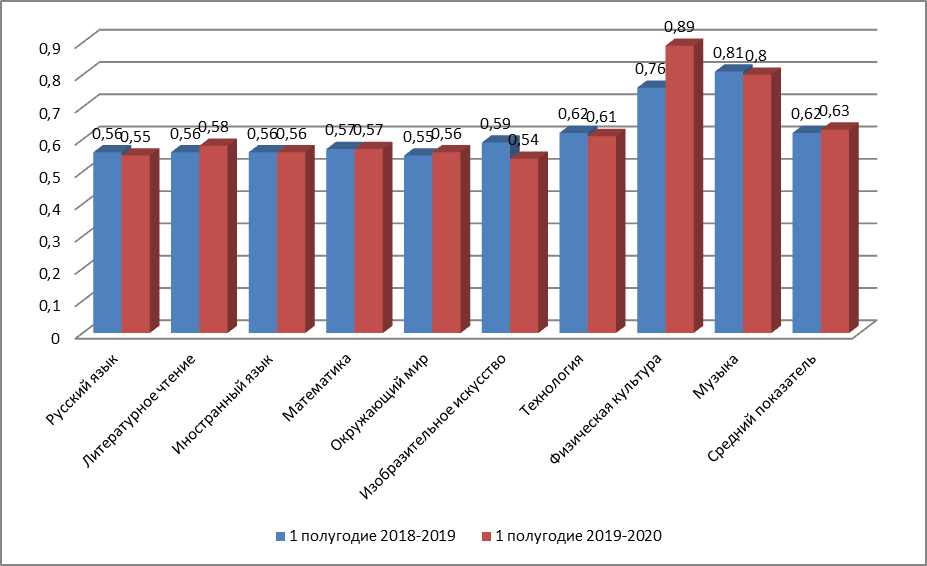 0,9
0,8
0,7
0,6
0,5
0,4
0,3
0,2
0,1
0
0,56 0,55 0,56 0,58 0,56 0,56 0,57 0,57 0,55 0,56 0,59 0,54 0,62 0,61 0,76 0,89 0,81 0,8 0,62 0,63
Русский язык
Литературное чтение
Иностранный язык
Математика
Окружающий мир
Изобразительное искусство
Технология
Физическая культура
Музыка
Средний показатель
1 полугодие 2018-2019 1 полугодие 2019-2020